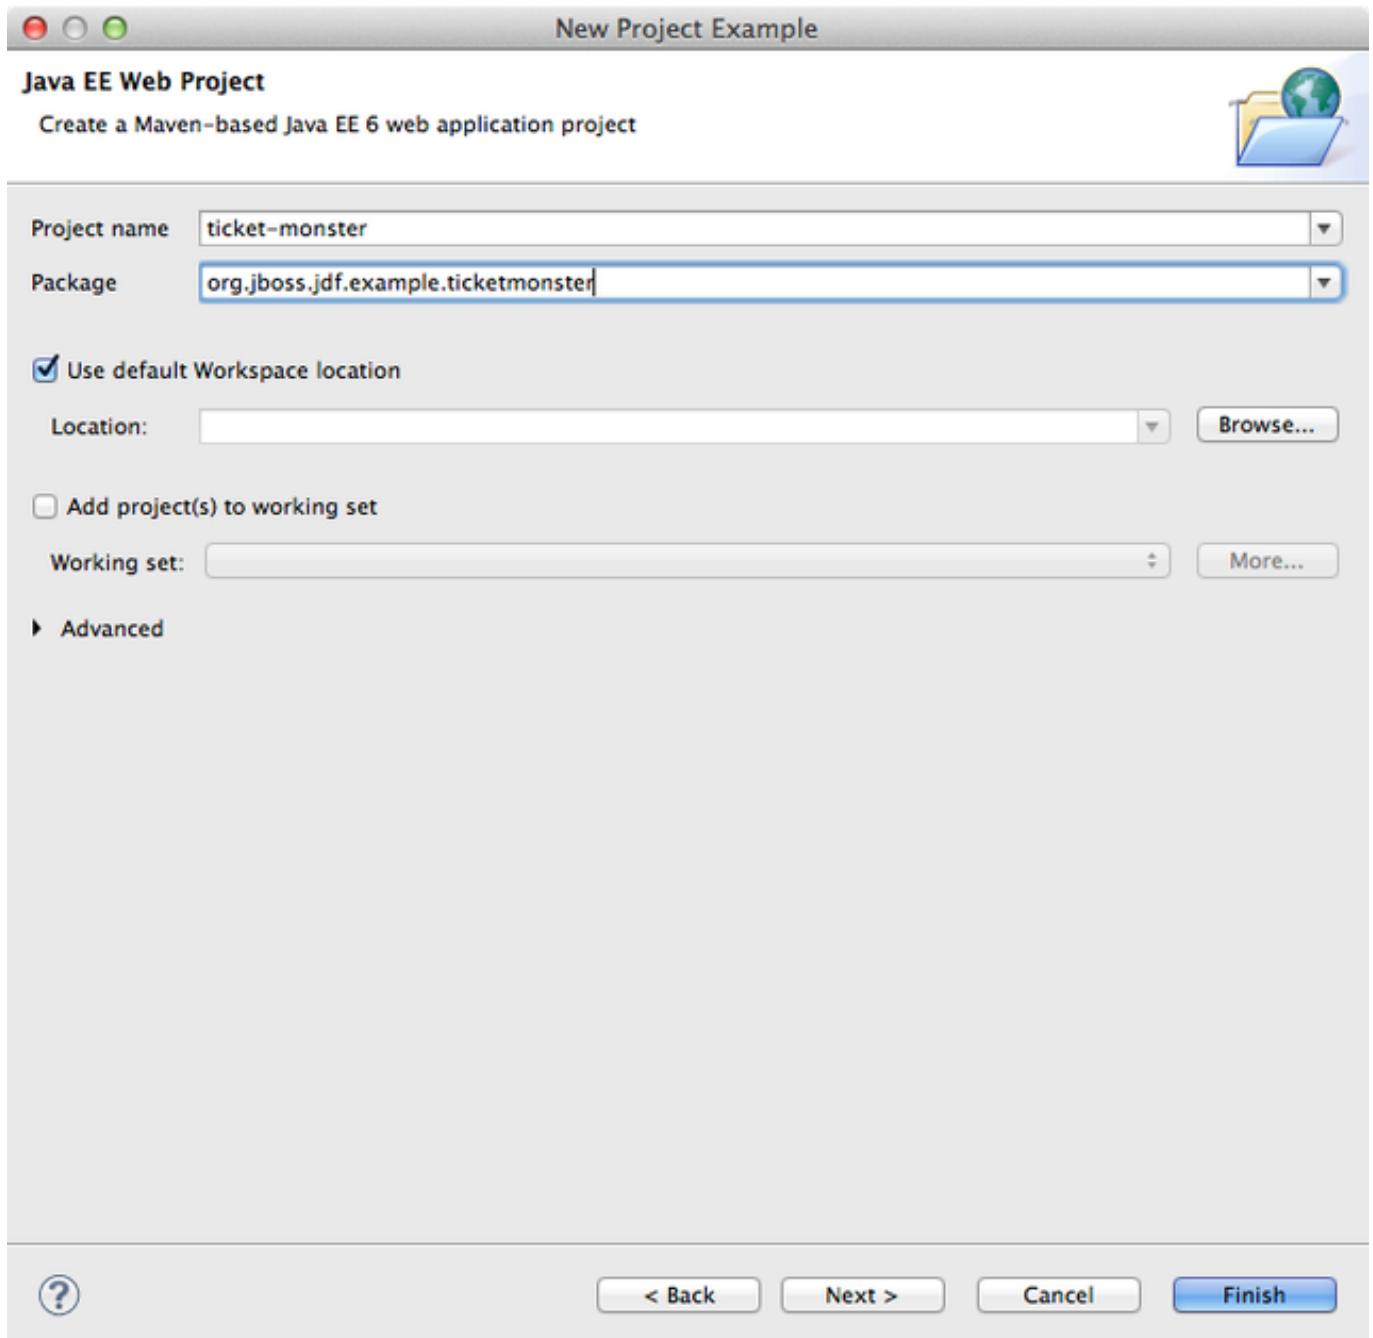 New Project Example
Java EE Web Project
Create a Maven-based Java EE 6 web application project
Project name ticket-monster
Package org.jboss.jdf.example.ticketmonster
Use default Workspace location
Location: Browse...
Add project(s) to working set
Working set: More...
Advanced
? < Back Next > Cancel Finish